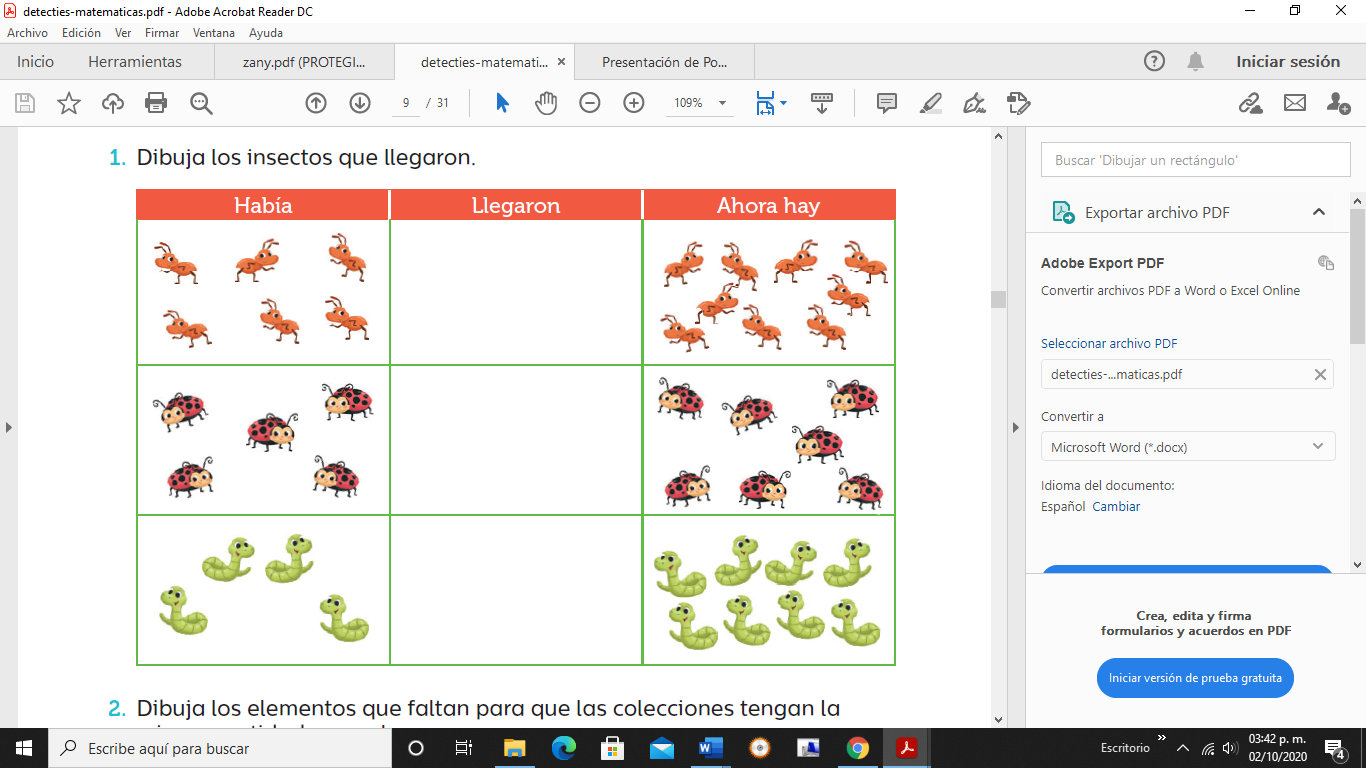 detecties-matematicas.pdf - Adobe Acrobat Reader DC
Archivo Edición Ver Firmar Ventana Ayuda
Inicio Herramientas zany.pdf (PROTEGI... detecties-matemati... Presentación de Po... Iniciar sesión
9 / 31 109%
1. Dibuja los insectos que llegaron.
Había Llegaron Ahora hay
2. Dibuja los elementos que faltan para que las colecciones tengan la
Buscar 'Dibujar un rectángulo'
Exportar archivo PDF
Adobe Export PDF
Convertir archivos PDF a Word o Excel Online
Seleccionar archivo PDF
detecties-...maticas.pdf
Convertir a
Microsoft Word (*.docx)
Idioma del documento:
Español Cambiar
Crea, edita y firma
formularios y acuerdos en PDF
Iniciar versión de prueba gratuita
Escribe aquí para buscar
Escritorio
03:42 p. m.
02/10/2020
4